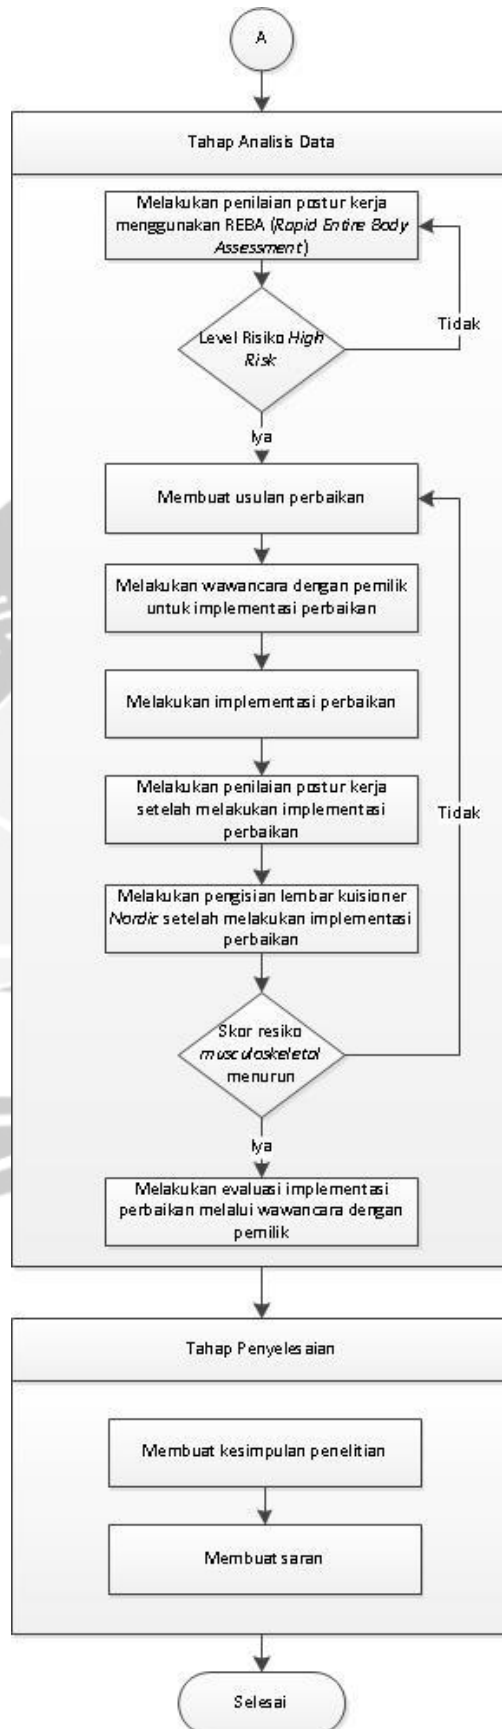 A
Tahap Analisis Data
Melakukan penilaian postur kerja
menggunakan REBA (Rapid Entire Body
Assessment)
Level Risiko High
Risk
Tidak
Iya
Membuat usulan perbaikan
Melakukan wawancara dengan pemilik
untuk implementasi perbaikan
Melakukan implementasi perbaikan
Melakukan penilaian postur kerja
setelah melakukan implementasi
perbaikan
Tidak
Melakukan pengisian lembar kuisioner
Nordic setelah melakukan implementasi
perbaikan
Skor resiko
musculoskeletal
menurun
Iya
Melakukan evaluasi implementasi
perbaikan melalui wawancara dengan
pemilik
Tahap Penyelesaian
Membuat kesimpulan penelitian
Membuat saran
Selesai